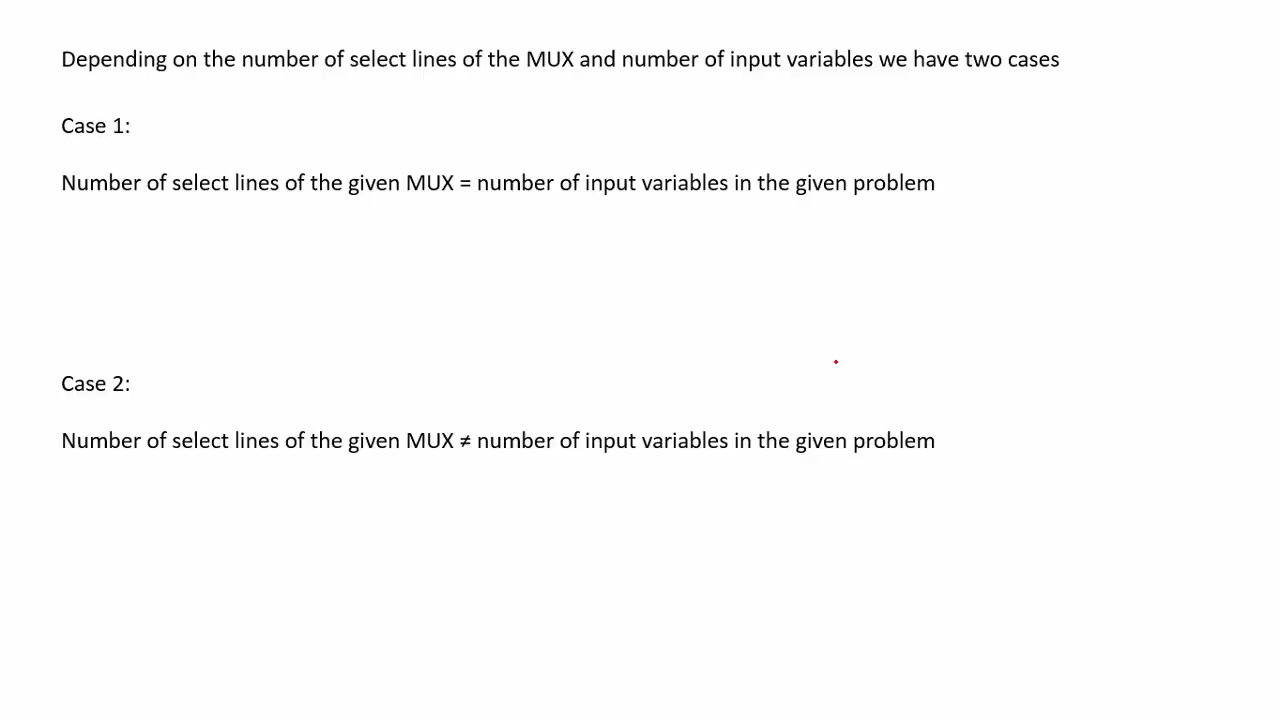 Depending on the number of select lines of the MUX and number of input variables we have two cases
Case 1:
Number of select lines of the given MUX = number of input variables in the given problem
Case 2:
Number of select lines of the given MUX ≠ number of input variables in the given problem